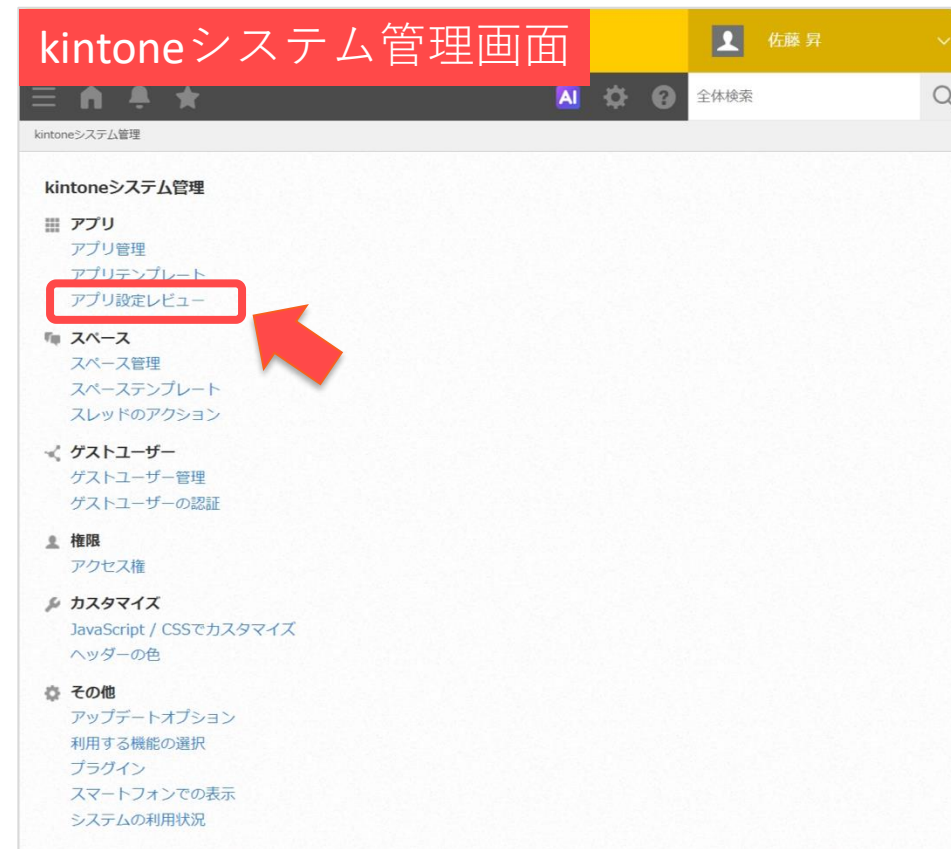 kintoneシステム管理画面
佐藤 昇
AI
?
全体検索
kintoneシステム管理
kintoneシステム管理
アプリ
アプリ管理
アプリテンプレート
アプリ設定レビュー
スペース
スペース管理
スペーステンプレート
スレッドのアクション
ゲストユーザー
ゲストユーザー管理
ゲストユーザーの認証
権限
アクセス権
カスタマイズ
JavaScript / CSSでカスタマイズ
ヘッダーの色
その他
アップデートオプション
利用する機能の選択
プラグイン
スマートフォンでの表示
システムの利用状況